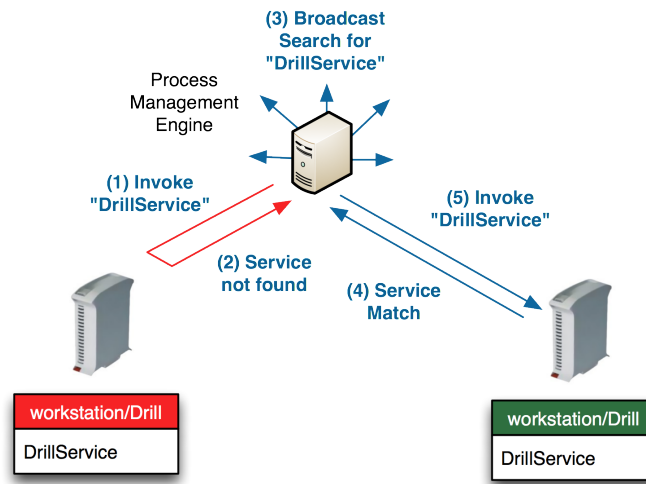 (3) Broadcast
Search for
"DrillService"
Process
Management
Engine
(1) Invoke
"DrillService"
(5) Invoke
"DrillService"
(2) Service
not found
(4) Service
Match
workstation/Drill
DrillService
workstation/Drill
DrillService